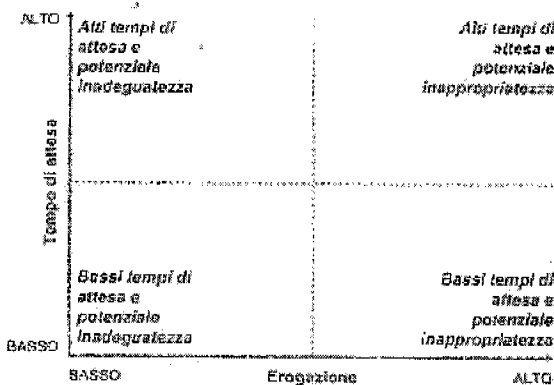 ALTO
Alti tempi di
attesa e
potenziale
inadeguatezza
Alti tempi di
attesa e
potenziale
inappropriatezza
Tempo di attesa
Bassi tempi di
attesa e
potenziale
inadeguatezza
Bassi tempi di
attesa e
potenziale
inappropriatezza
BASSO
BASSO
Erogazione
ALTO